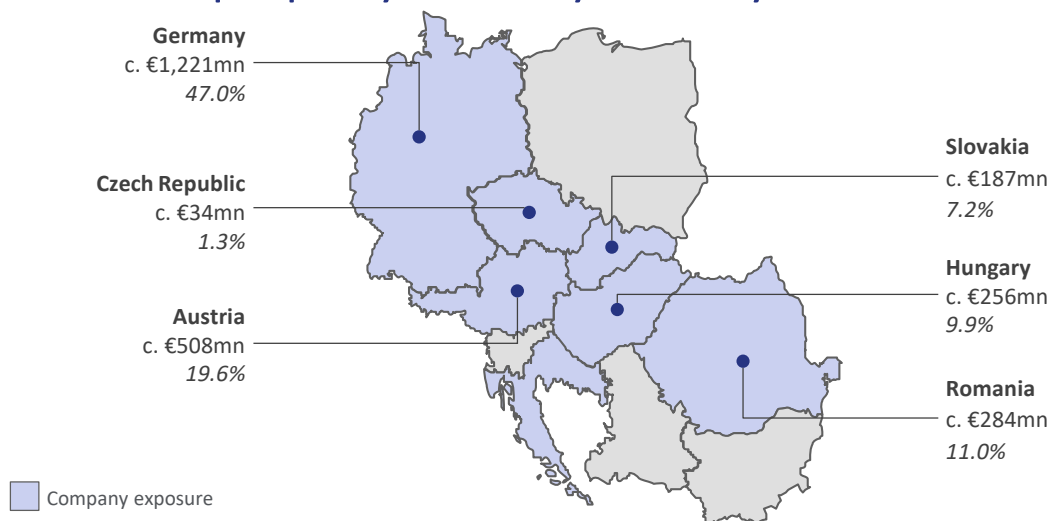 Germany
c. €1,221mn
47.0%
Czech Republic
c. €34mn
1.3%
Austria
c. €508mn
19.6%
Slovakia
c. €187mn
7.2%
Hungary
c. €256mn
9.9%
Romania
c. €284mn
11.0%
Company exposure